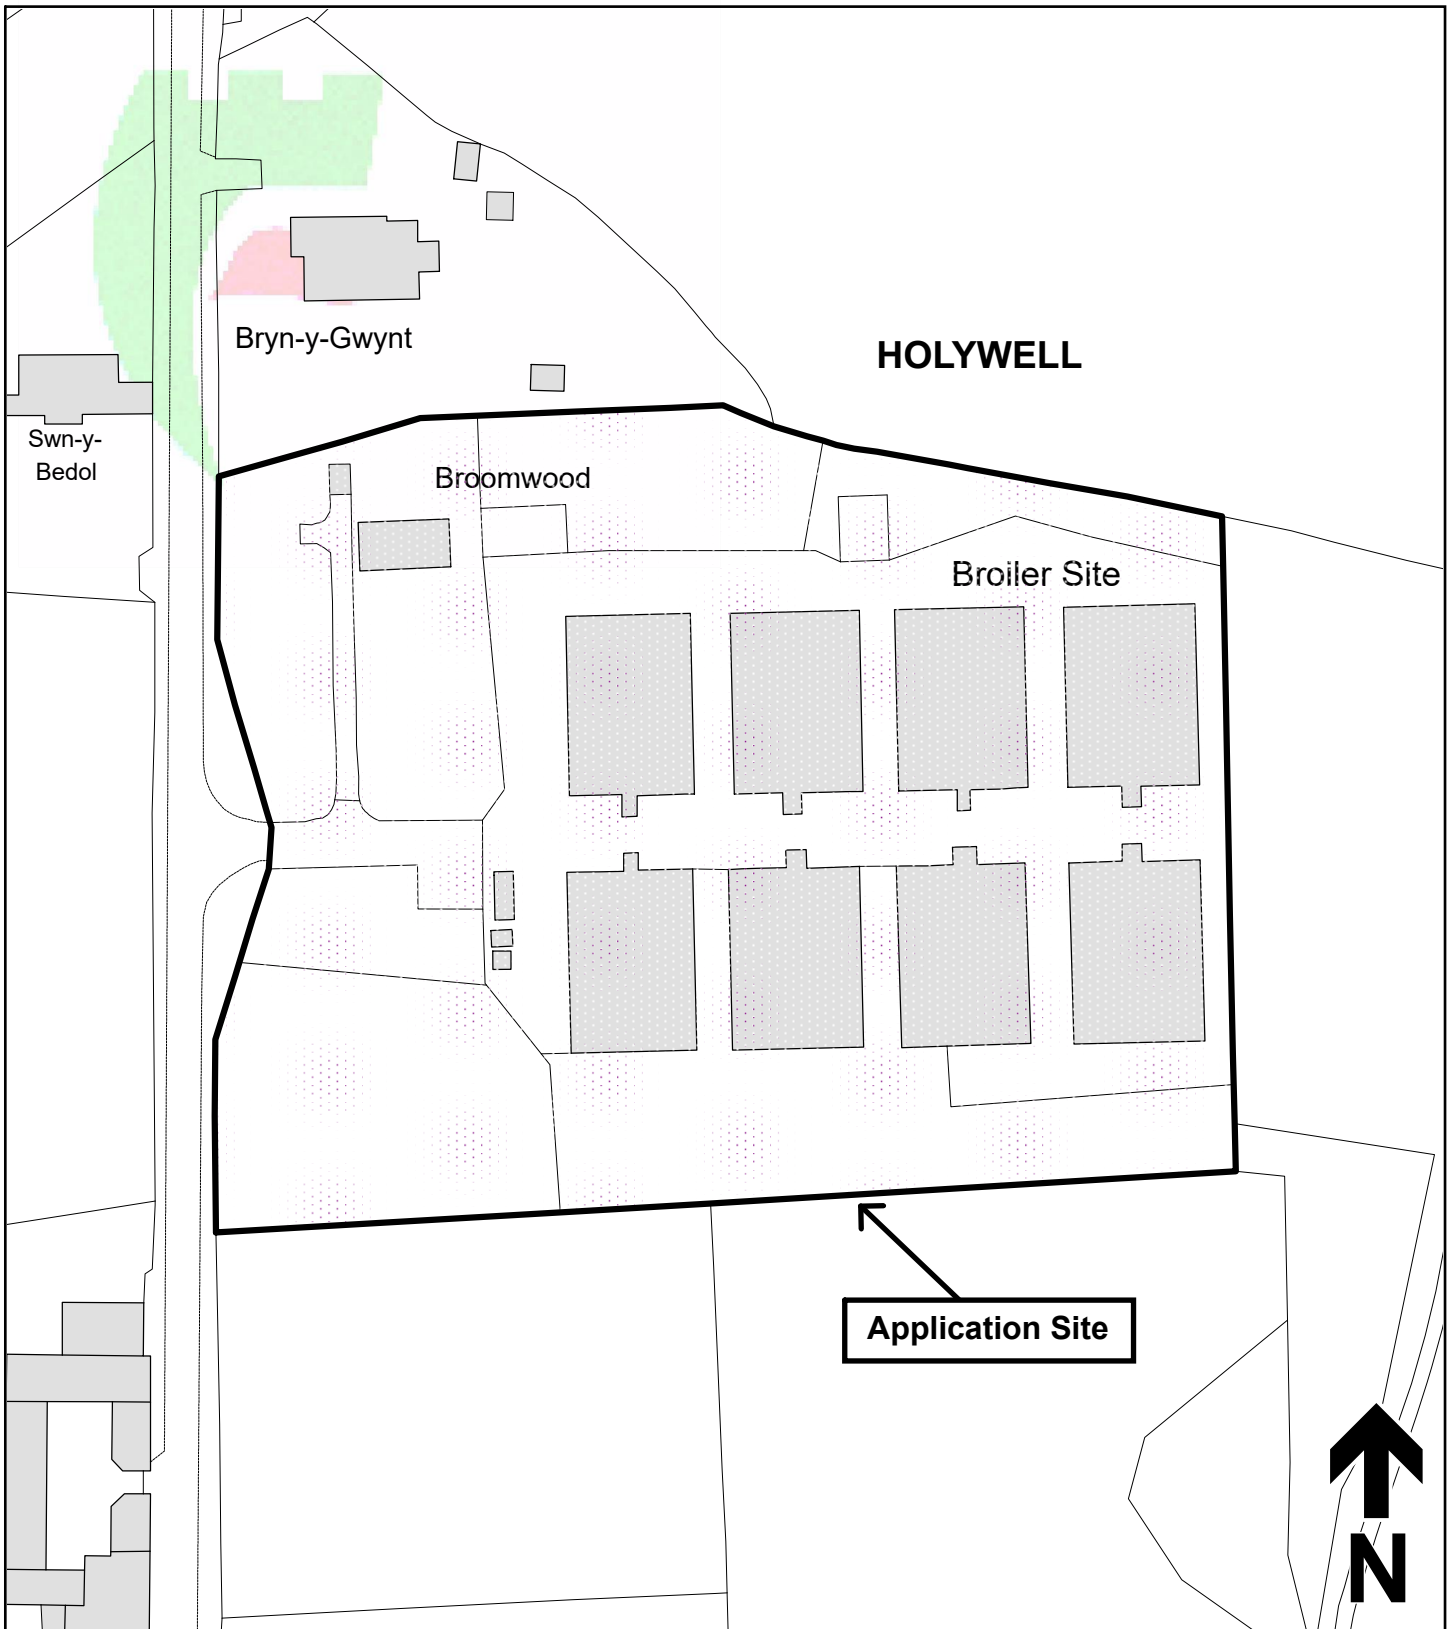 Bryn-y-Gwynt
HOLYWELL
Swn-y-
Bedol
Broomwood
Broiler Site
Application Site
N